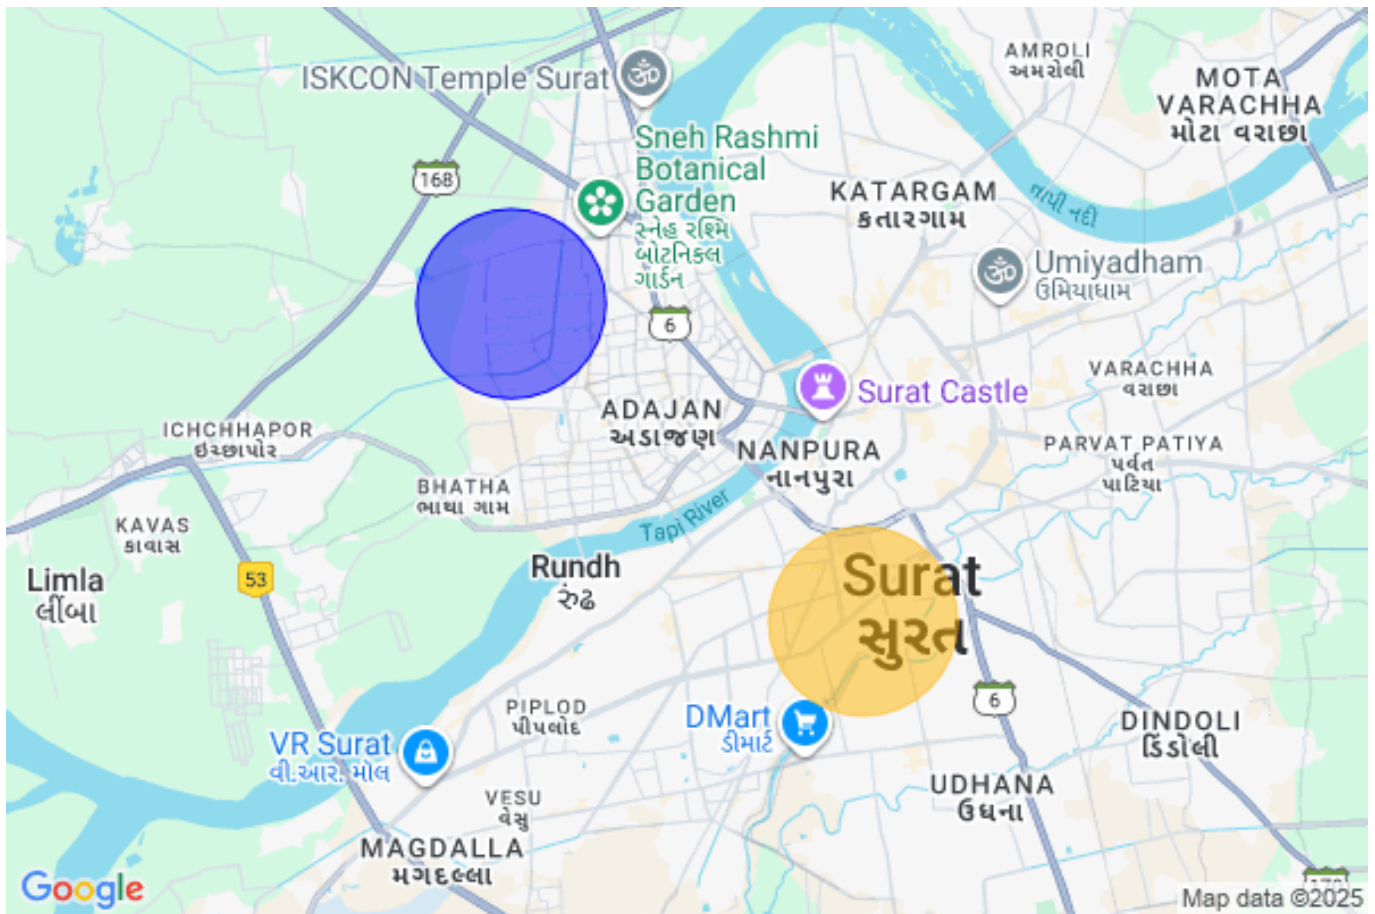 AMROLI
અમરોલી
ISKCON Temple Surat
MOTA
VARACHHA
મોટા વરાછા
Sneh Rashmi
Botanical
Garden
સ્નેહ રશ્મિ
બોટનિકલ
ગાર્ડન
168
KATARGAM
કતારગામ
તાપી નદી
Umiyadham
ઉમિયાધામ
6
VARACHHA
વરાછા
Surat Castle
ADAJAN
અડાજણ
ICHCHHAPOR
ઇચ્છાપોર
NANPURA
નાનપુરા
PARVAT PATIYA
પર્વત
પાટિયા
BHATHA
ભાથા ગામ
KAVAS
કાવાસ
Tapi River
Rundh
રુંઢ
Limla
લીંબા
53
Surat
સુરત
6
PIPLOD
પીપલોદ
DMart
ડીમાર્ટ
DINDOLI
ડિંડોલી
VR Surat
વી.આર. મોલ
VESU
વેસુ
UDHANA
ઉધના
MAGDALLA
મગદલ્લા
Google
Map data ©2025